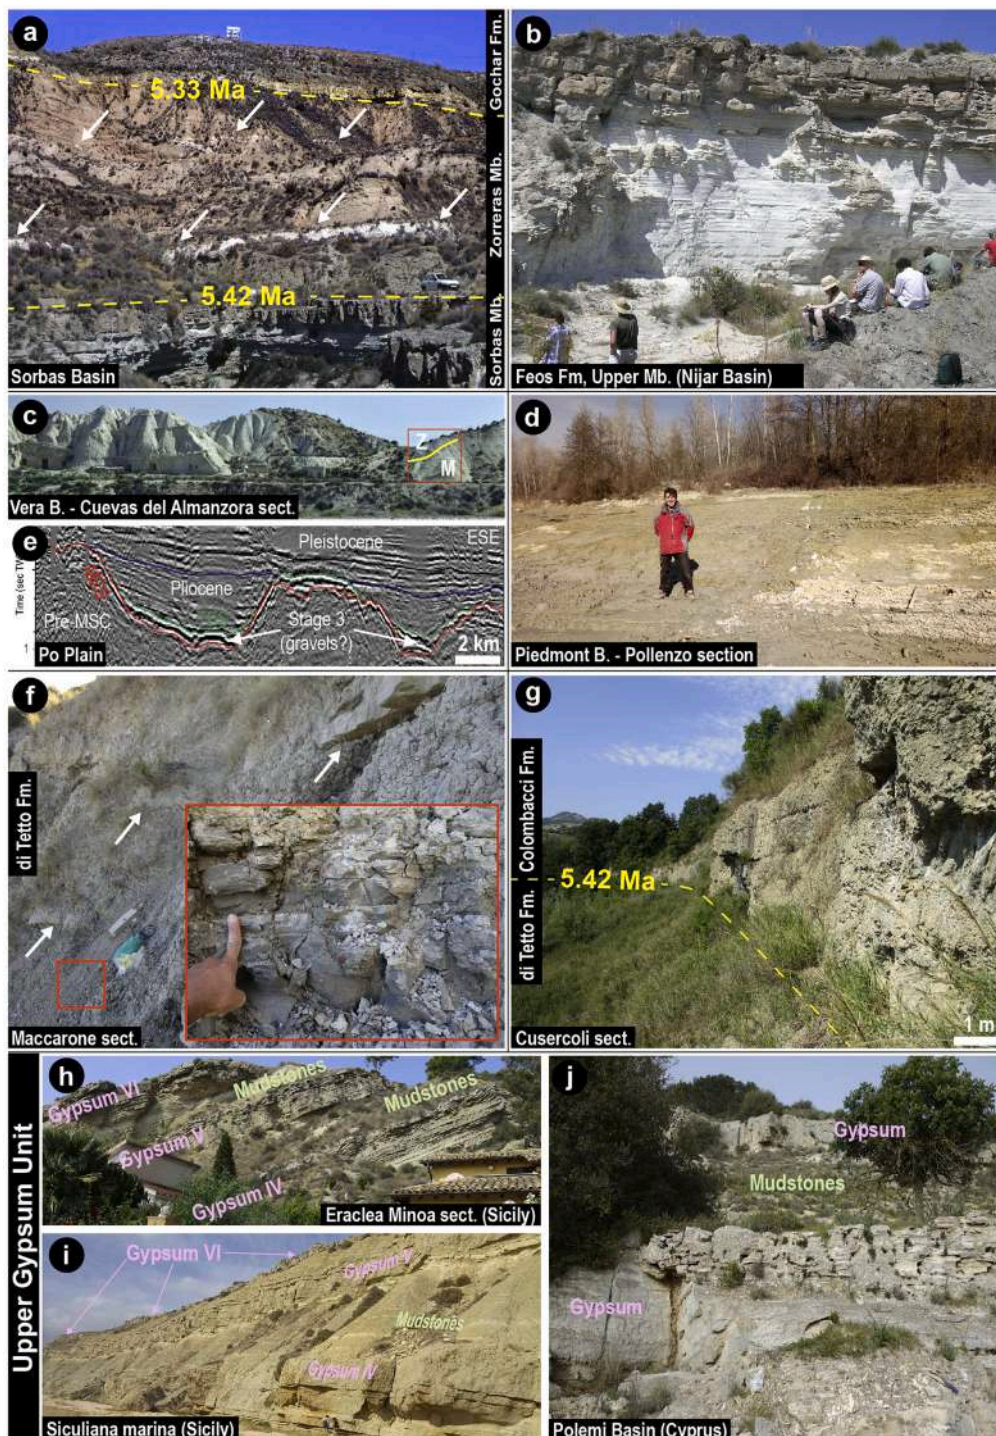 a
5.33 Ma
5.42 Ma
Sorbas Basin
Gochar Fm.
Zorreras Mb.
Sorbas Mb.
b
Feos Fm, Upper Mb. (Nijar Basin)
c
Z
M
Vera B. - Cuevas del Almanzora sect.
d
Piedmont B. - Pollenzo section
e
Pleistocene
ESE
Time (sec TW
Pliocene
Pre-MSC
Stage 3
(gravels?)
1
2 km
Po Plain
f
di Tetto Fm.
Maccarone sect.
g
Colombacci Fm.
5.42 Ma
di Tetto Fm.
1 m
Cusercoli sect.
Upper Gypsum Unit
h
Gypsum VI
Mudstones
Mudstones
Gypsum V
Gypsum IV
Eraclea Minoa sect. (Sicily)
i
Gypsum VI
Gypsum V
Mudstones
Gypsum IV
Siculiana marina (Sicily)
j
Gypsum
Mudstones
Gypsum
Polemi Basin (Cyprus)